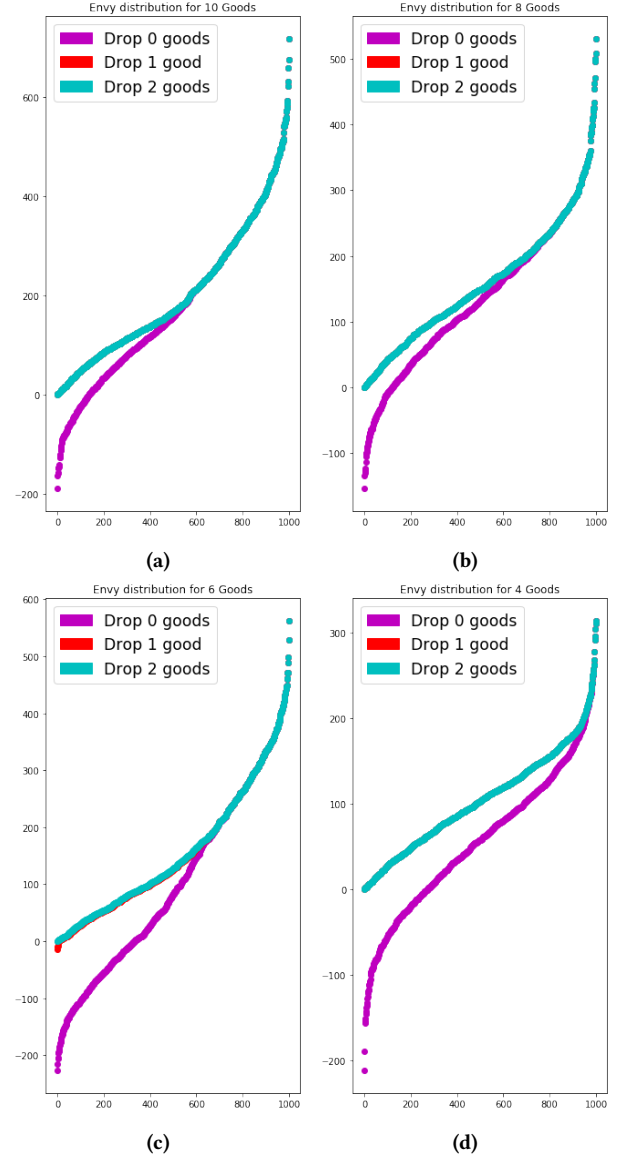 Envy distribution for 10 Goods
Drop 0 goods
Drop 1 good
Drop 2 goods
600
400
200
0
−200
0 200 400 600 800 1000
(a)
Envy distribution for 8 Goods
Drop 0 goods
Drop 1 good
Drop 2 goods
500
400
300
200
100
0
−100
0 200 400 600 800 1000
(b)
Envy distribution for 6 Goods
Drop 0 goods
Drop 1 good
Drop 2 goods
600
500
400
300
200
100
0
−100
−200
0 200 400 600 800 1000
(c)
Envy distribution for 4 Goods
Drop 0 goods
Drop 1 good
Drop 2 goods
300
200
100
0
−100
−200
0 200 400 600 800 1000
(d)